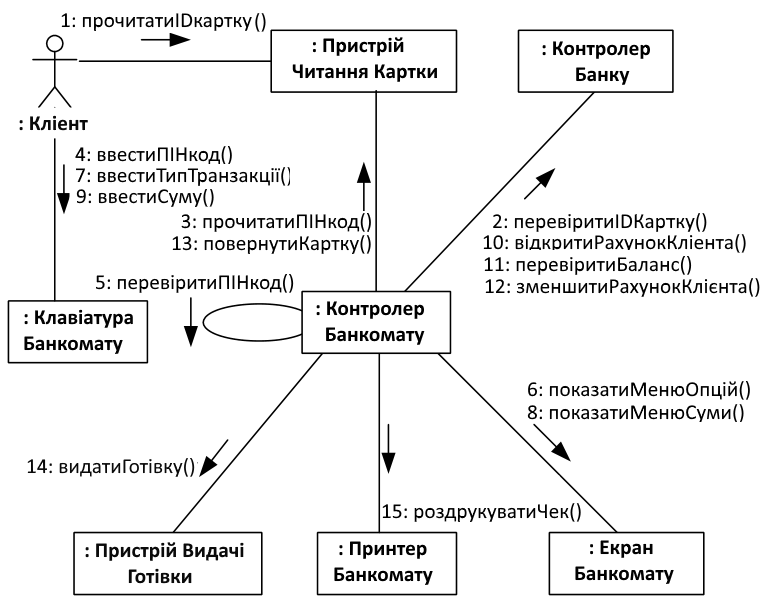 1: прочитатиIDкартку()
: Пристрій
Читання Картки
: Контролер
Банку
: Кліент
4: ввестиПІНкод()
7: ввестиТипТранзакції()
9: ввестиСуму()
3: прочитатиПІНкод()
13: повернутиКартку()
2: перевіритиIDКартку()
10: відкритиРахунокКліента()
11: перевіритиБаланс()
12: зменшитиРахунокКлієнта()
5: перевіритиПІНкод()
: Клавіатура
Банкомату
: Контролер
Банкомату
6: показатиМенюОпцій()
8: показатиМенюСуми()
14: видатиГотівку()
15: роздрукуватиЧек()
: Пристрій Видачі
Готівки
: Принтер
Банкомату
: Екран
Банкомату